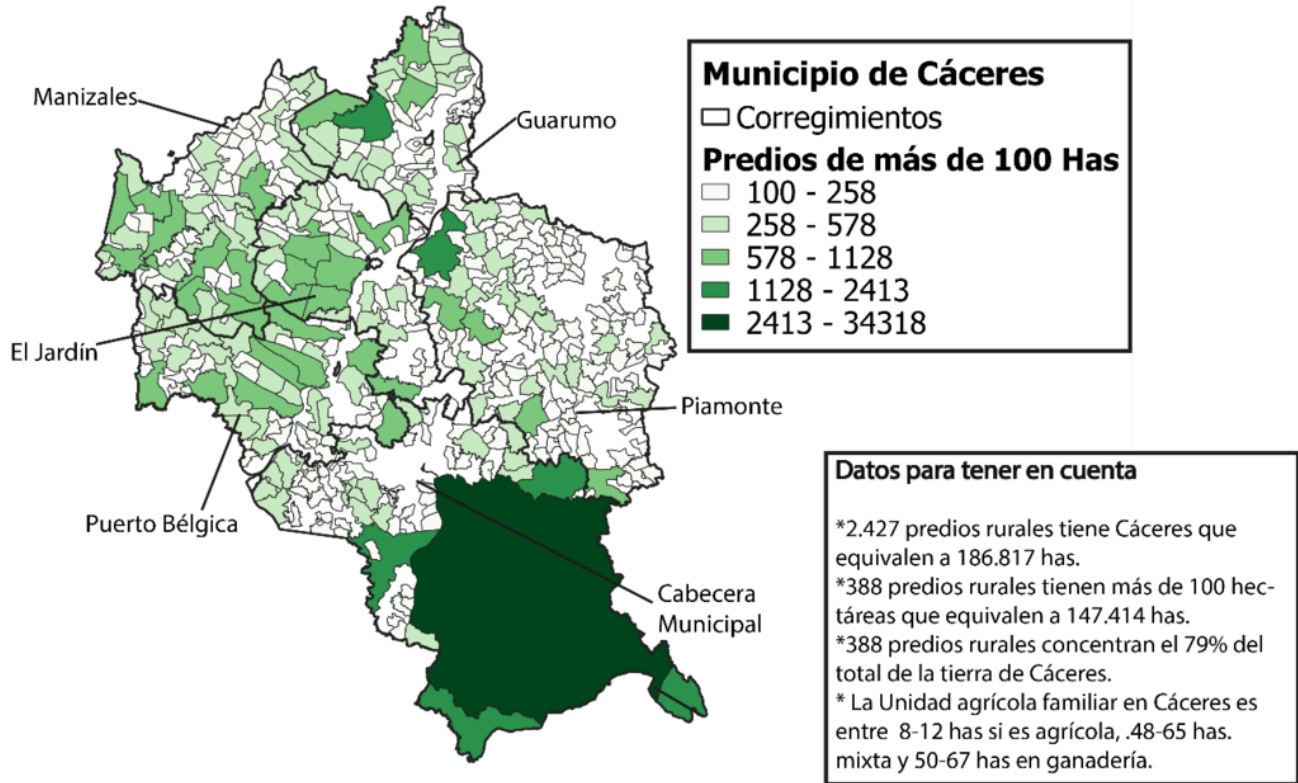 Manizales
Guarumo
El Jardín
Piamonte
Puerto Bélgica
Cabecera
Municipal
Municipio de Cáceres
Corregimientos
Predios de más de 100 Has
100 - 258
258 - 578
578 - 1128
1128 - 2413
2413 - 34318
Datos para tener en cuenta
*2.427 predios rurales tiene Cáceres que
equivalen a 186.817 has.
*388 predios rurales tienen más de 100 hec-
táreas que equivalen a 147.414 has.
*388 predios rurales concentran el 79% del
total de la tierra de Cáceres.
* La Unidad agrícola familiar en Cáceres es
entre 8-12 has si es agrícola, .48-65 has.
mixta y 50-67 has en ganadería.